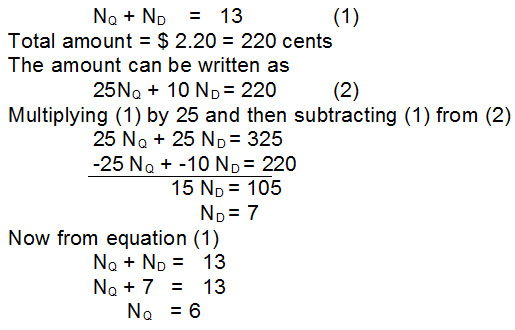 N_Q + N_D = 13 (1)
Total amount = $ 2.20 = 220 cents
The amount can be written as
25N_Q + 10 N_D = 220 (2)
Multiplying (1) by 25 and then subtracting (1) from (2)
25 N_Q + 25 N_D = 325
-25 N_Q + -10 N_D = 220
15 N_D = 105
N_D = 7
Now from equation (1)
N_Q + N_D = 13
N_Q + 7 = 13
N_Q = 6